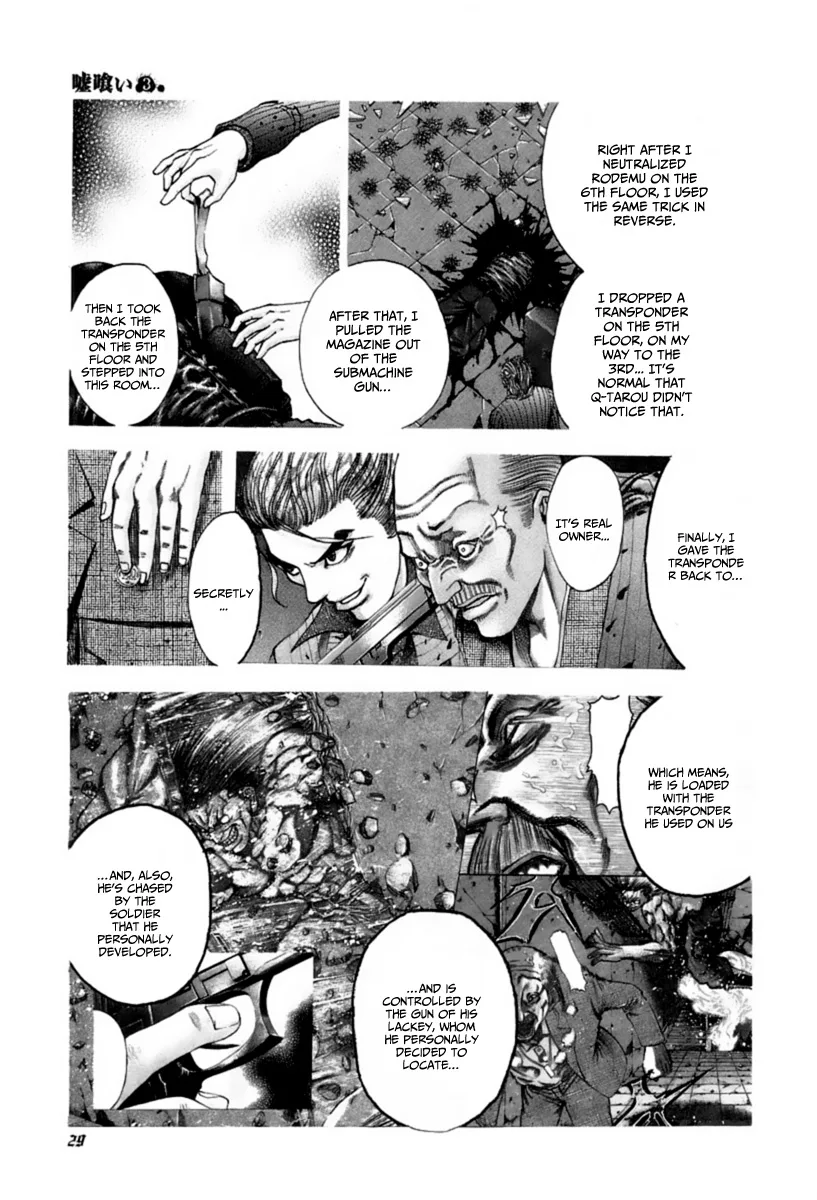 嘘喰い 3.
RIGHT AFTER I
NEUTRALIZED
RODEMU ON THE
6TH FLOOR, I USED
THE SAME TRICK IN
REVERSE.
I DROPPED A
TRANSPONDER
ON THE 5TH
FLOOR, ON MY
WAY TO THE
3RD... IT'S
NORMAL THAT
Q-TAROU DIDN'T
NOTICE THAT.
AFTER THAT, I
PULLED THE
MAGAZINE OUT
OF THE
SUBMACHINE
GUN...
THEN I TOOK
BACK THE
TRANSPONDER
ON THE 5TH
FLOOR AND
STEPPED INTO
THIS ROOM...
FINALLY, I
GAVE THE
TRANSPONDE
R BACK TO...
IT'S REAL
OWNER...
SECRETLY
...
WHICH MEANS,
HE IS LOADED
WITH THE
TRANSPONDER
HE USED ON US
...AND, ALSO,
HE'S CHASED
BY THE
SOLDIER
THAT HE
PERSONALLY
DEVELOPED.
...AND IS
CONTROLLED BY
THE GUN OF HIS
LACKEY, WHOM
HE PERSONALLY
DECIDED TO
LOCATE...
29